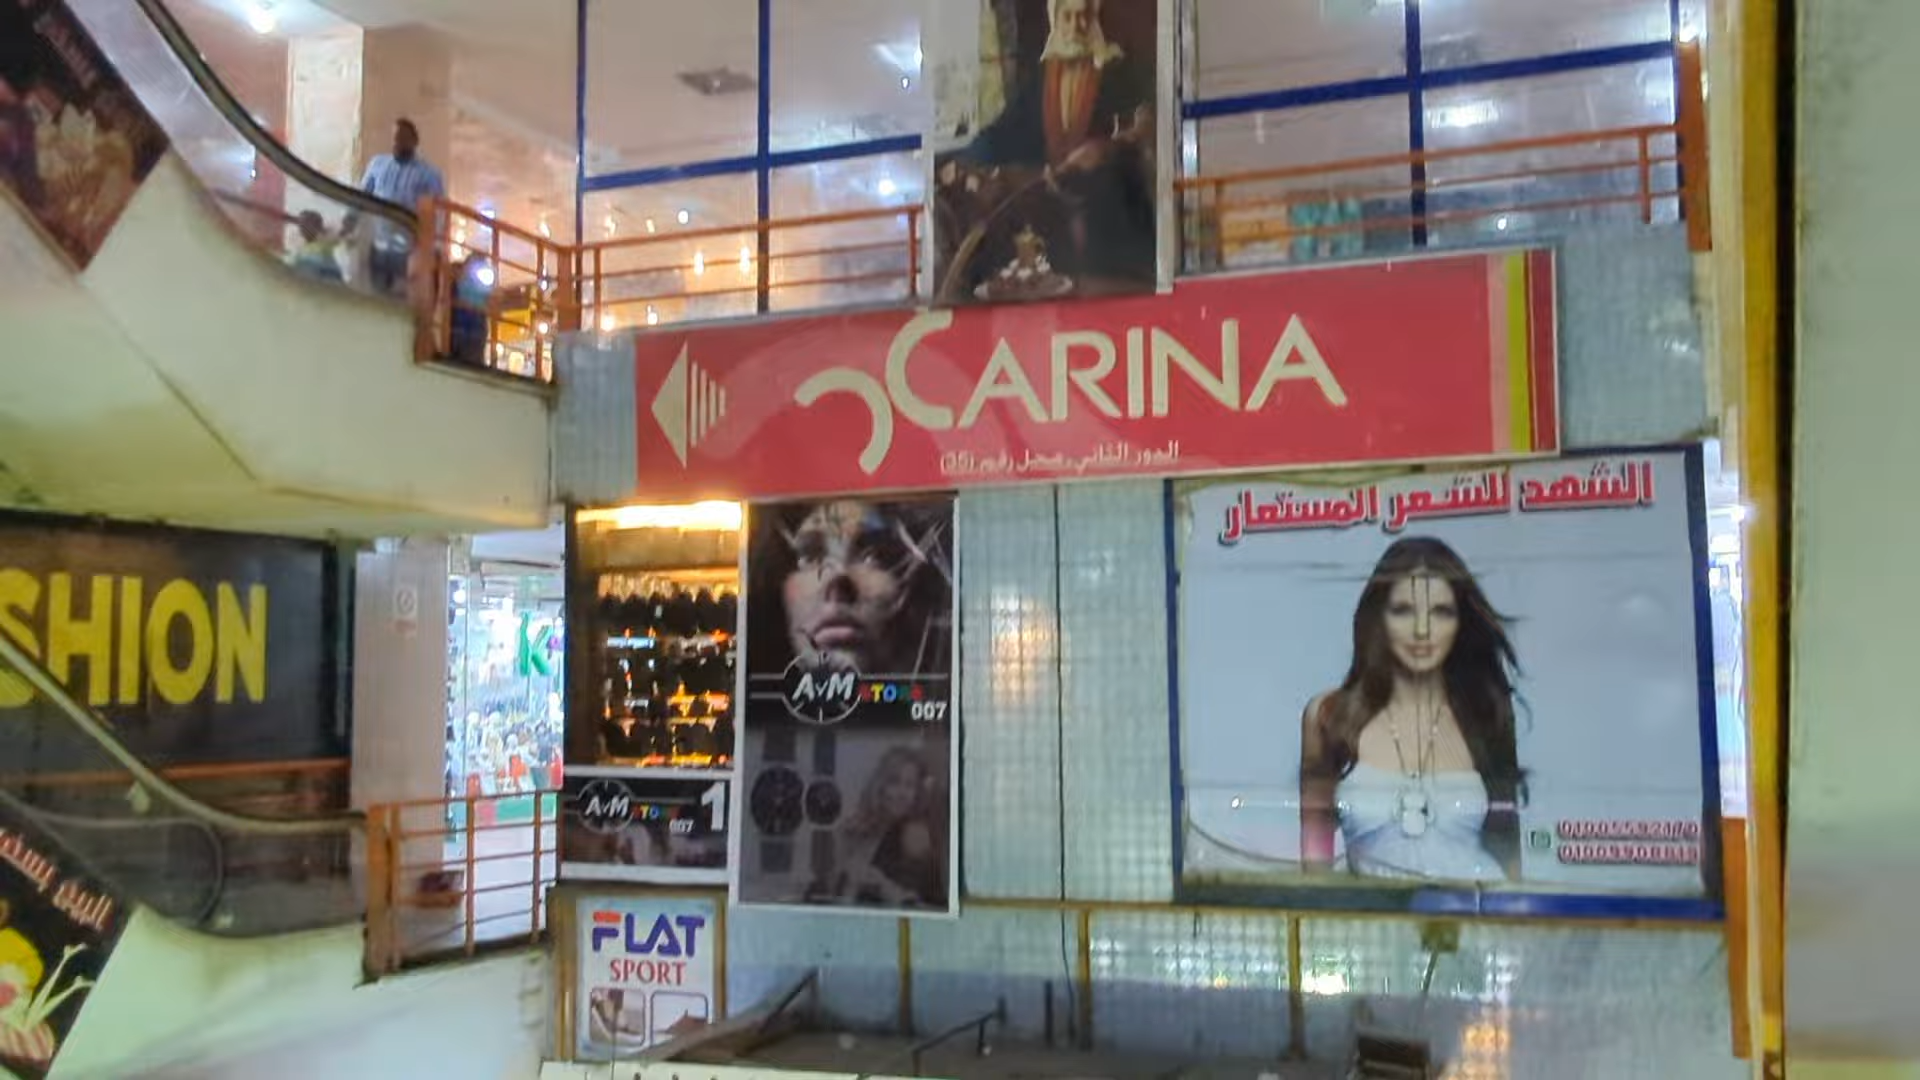 CARINA
الدور الثاني - محل رقم (35)
الشهد للشعر المستعار
SHION
K
AvM STORE
007
AvM STORE
007
1
FLAT
SPORT
البيع